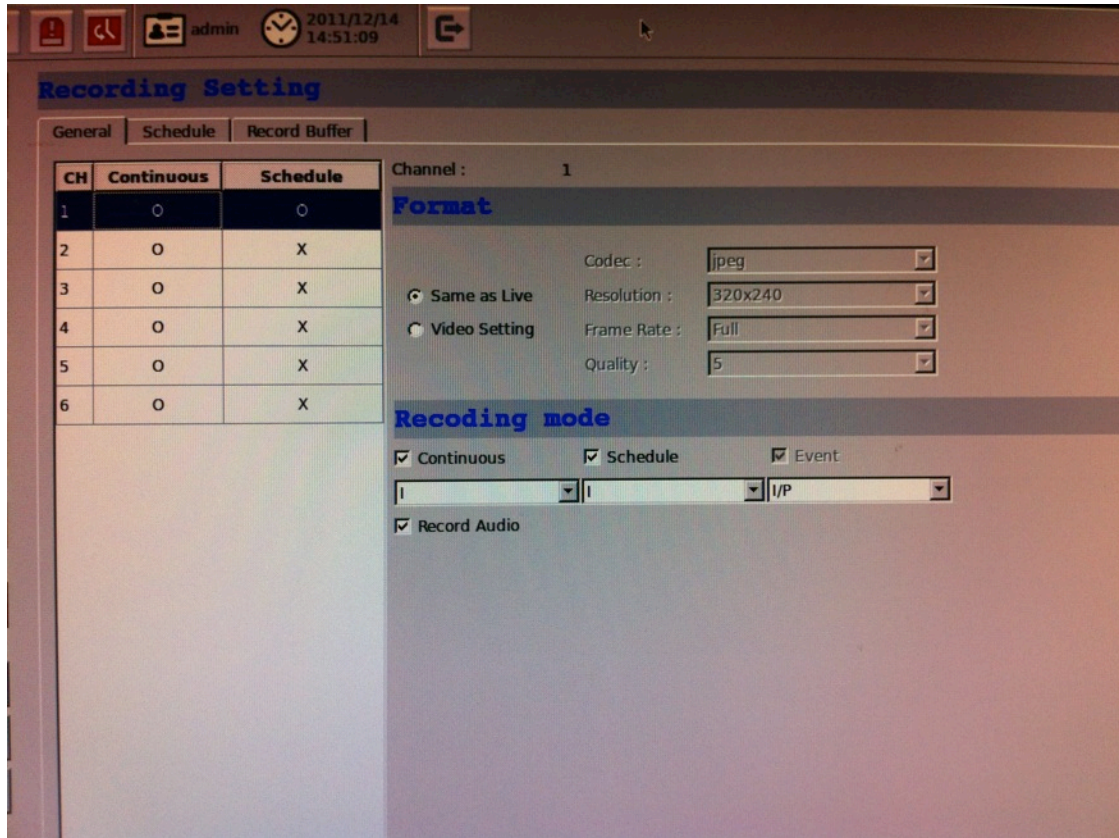 admin
2011/12/14
14:51:09
Recording Setting
General Schedule Record Buffer
CH Continuous Schedule
1 O O
2 O X
3 O X
4 O X
5 O X
6 O X
Channel : 1
Format
Same as Live
Video Setting
Codec : jpeg
Resolution : 320x240
Frame Rate : Full
Quality : 5
Recoding mode
Continuous Schedule Event
I I I/P
Record Audio